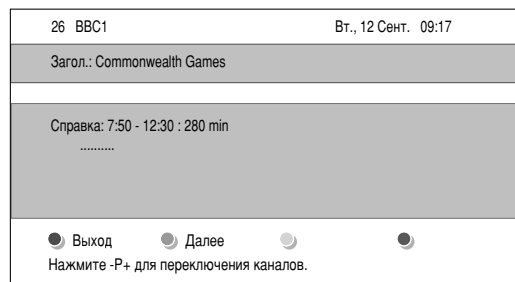 26 BBC1 Вт., 12 Сент. 09:17
Загол.: Commonwealth Games
Справка: 7:50 - 12:30 : 280 min
..........
Выход Далее
Нажмите -P+ для переключения каналов.